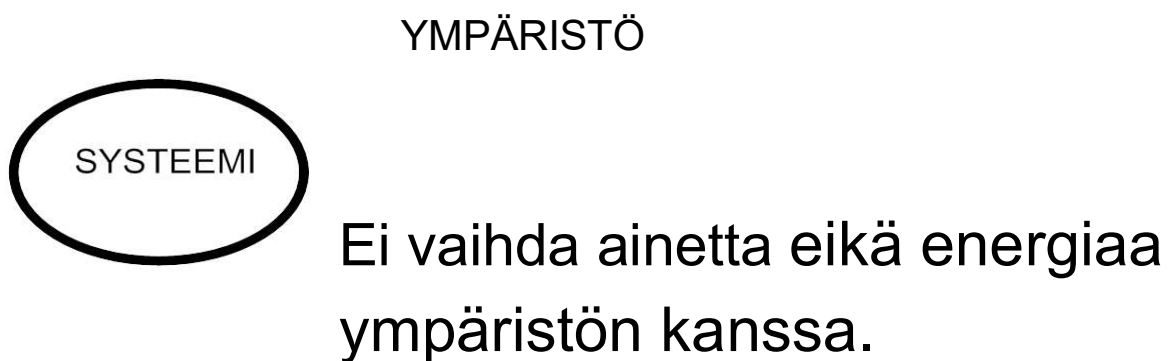 YMPÄRISTÖ
SYSTEEMI
Ei vaihda ainetta eikä energiaa
ympäristön kanssa.